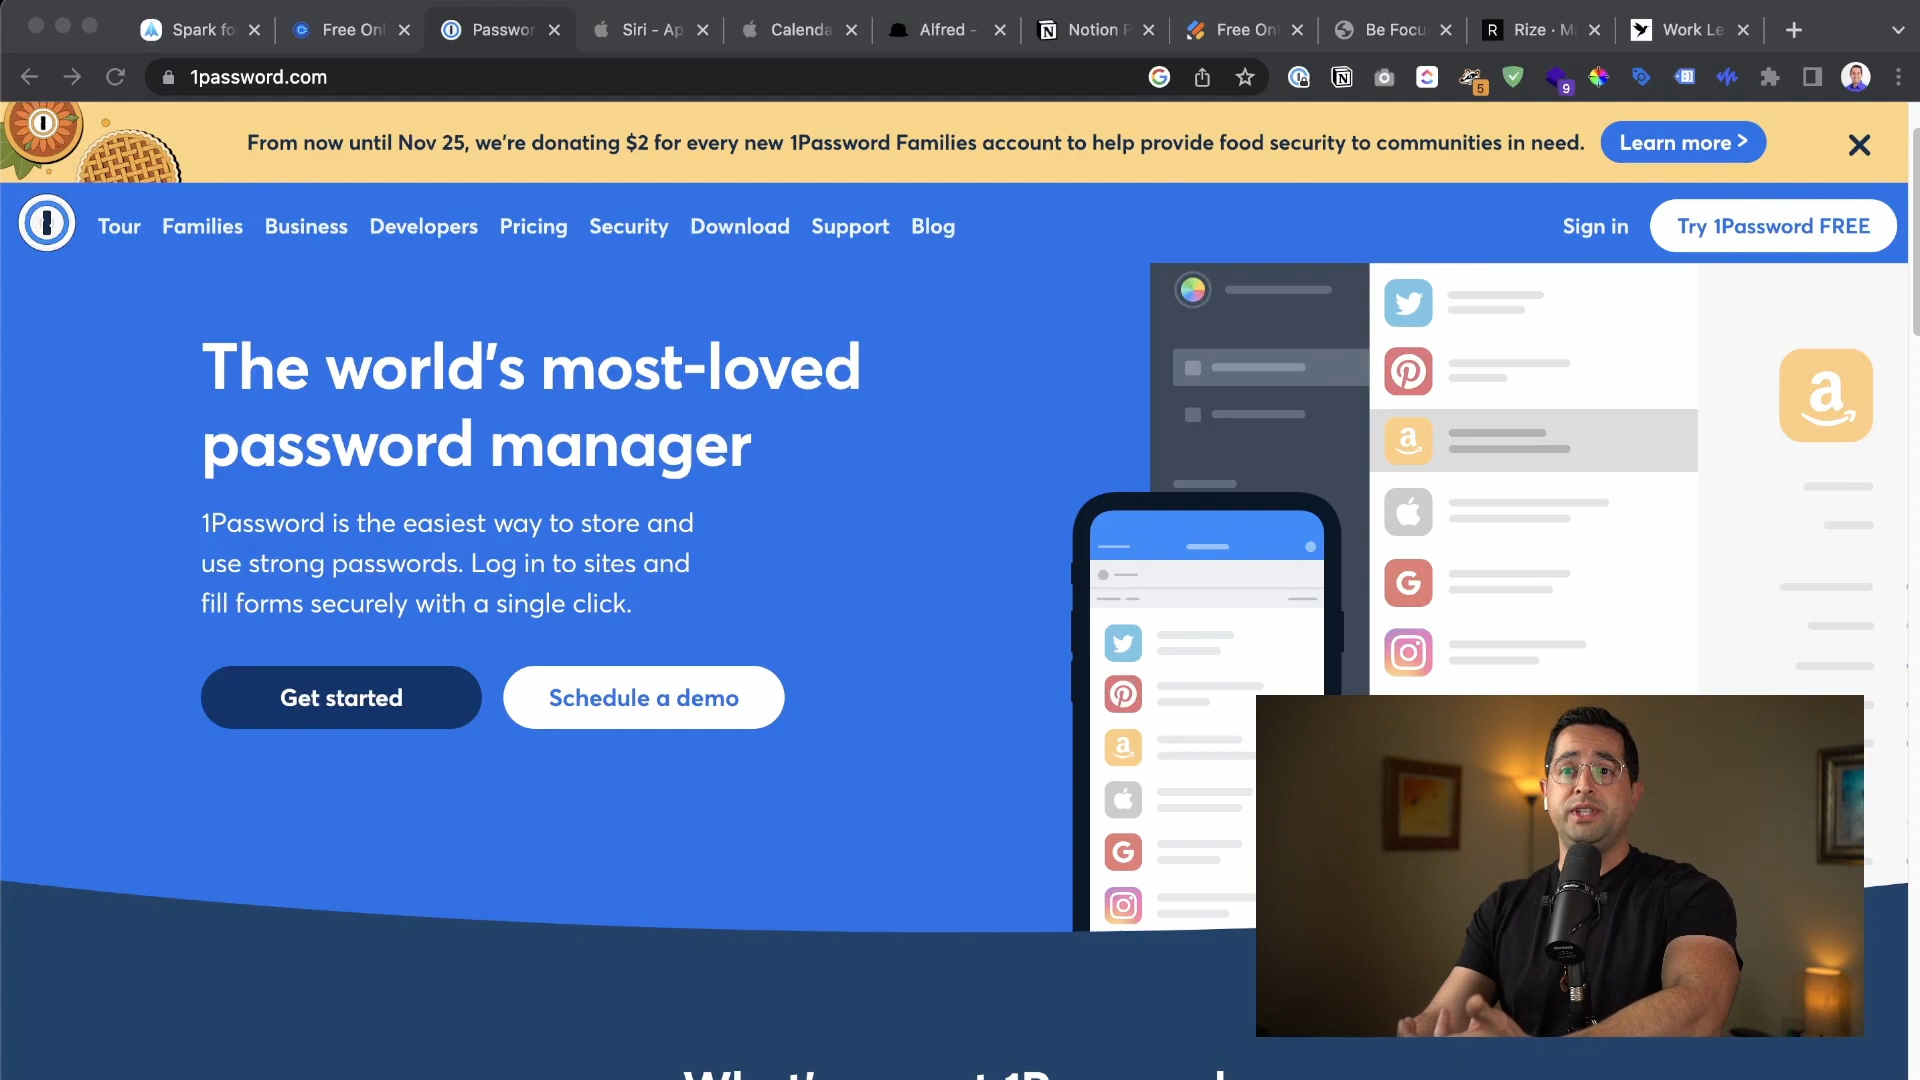 Spark fo
Free Onl
Passwor
Siri - Ap
Calenda
Alfred -
Notion P
Free On
Be Focu
Rize · M
Work Le
1password.com
5
9
From now until Nov 25, we're donating $2 for every new 1Password Families account to help provide food security to communities in need.
Learn more >
Tour
Families
Business
Developers
Pricing
Security
Download
Support
Blog
Sign in
Try 1Password FREE
The world's most-loved
password manager
1Password is the easiest way to store and
use strong passwords. Log in to sites and
fill forms securely with a single click.
Get started
Schedule a demo